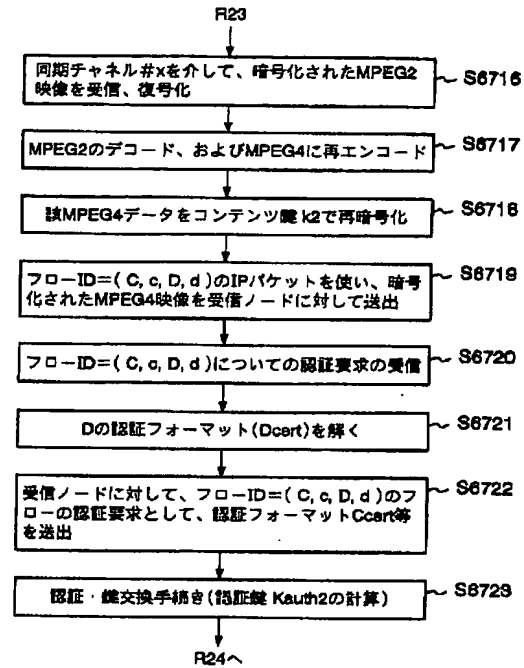 R23
同期チャネル#xを介して、暗号化されたMPEG2
映像を受信、復号化
S6716
MPEG2のデコード、およびMPEG4に再エンコード
S6717
該MPEG4データをコンテンツ鍵 k2で再暗号化
S6718
フローID=( C, c, D, d )のIPパケットを使い、暗号
化されたMPEG4映像を受信ノードに対して送出
S6719
フローID=( C, c, D, d )についての認証要求の受信
S6720
Dの認証フォーマット(Dcert)を解く
S6721
受信ノードに対して、フローID=( C, c, D, d )のフ
ローの認証要求として、認証フォーマットCcert等
を送出
S6722
認証・鍵交換手続き(認証鍵 Kauth2の計算)
S6723
R24へ